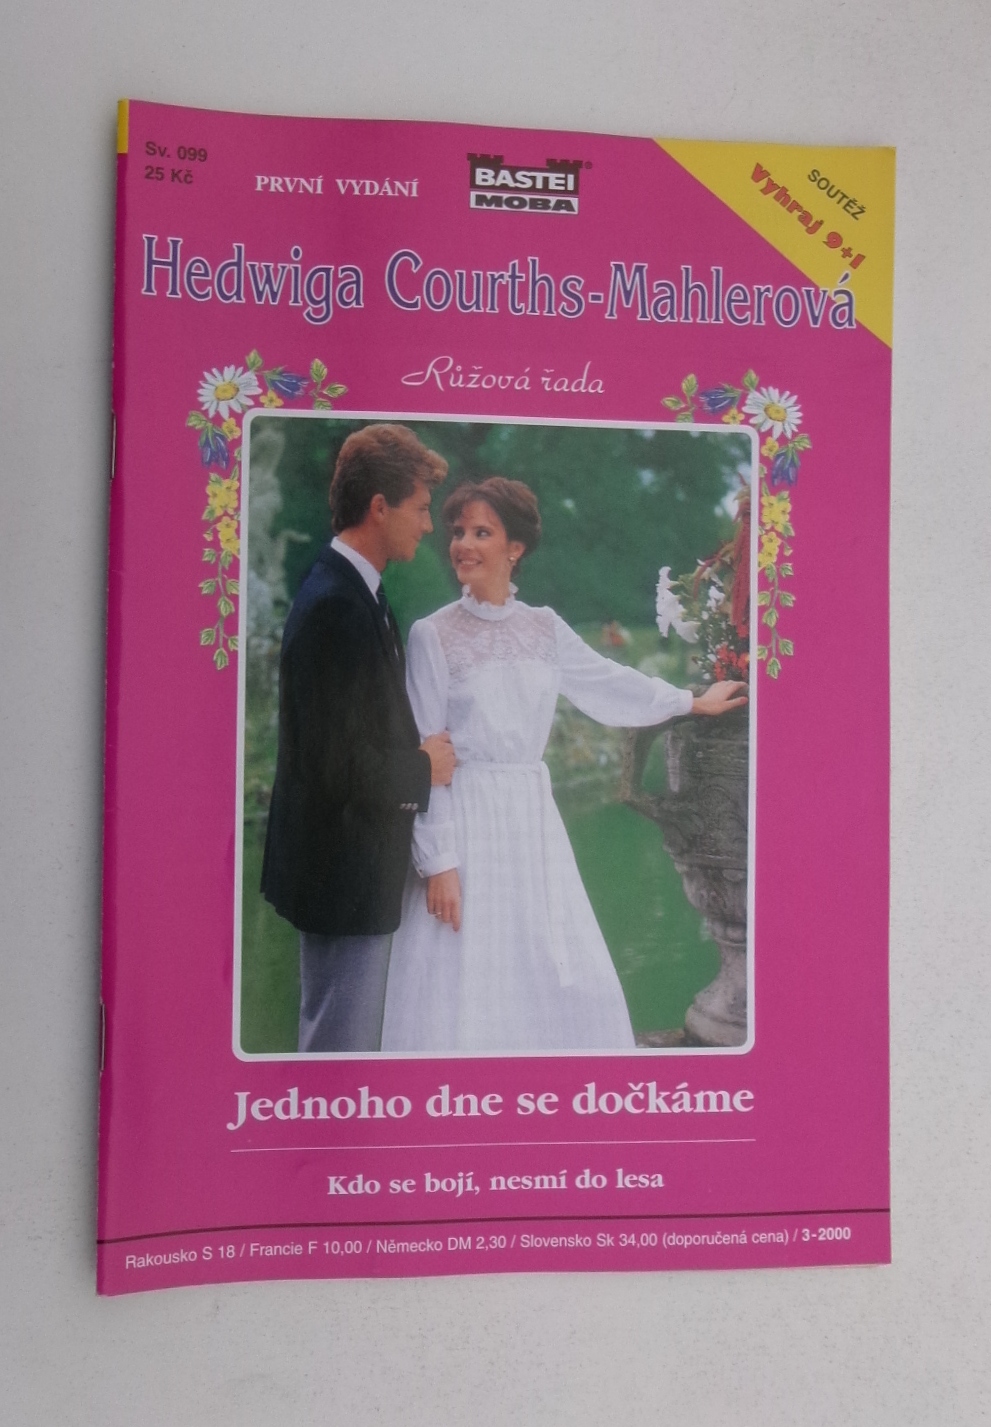 Sv. 099
25 Kč
PRVNÍ VYDÁNÍ
BASTEI®
MOBA
SOUTĚŽ
Vyhraj 9+1
Hedwiga Courths-Mahlerová
Růžová řada
Jednoho dne se dočkáme
Kdo se bojí, nesmí do lesa
Rakousko S 18 / Francie F 10,00 / Německo DM 2,30 / Slovensko Sk 34,00 (doporučená cena) / 3-2000